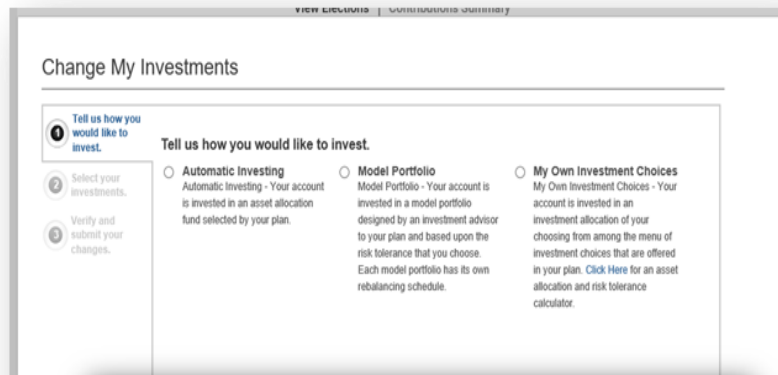 View Elections | Contributions Summary
Change My Investments
1 Tell us how you
would like to
invest.
2 Select your
investments.
3 Verify and
submit your
changes.
Tell us how you would like to invest.
Automatic Investing
Automatic Investing - Your account
is invested in an asset allocation
fund selected by your plan.
Model Portfolio
Model Portfolio - Your account is
invested in a model portfolio
designed by an investment advisor
to your plan and based upon the
risk tolerance that you choose.
Each model portfolio has its own
rebalancing schedule.
My Own Investment Choices
My Own Investment Choices - Your
account is invested in an
investment allocation of your
choosing from among the menu of
investment choices that are offered
in your plan. Click Here for an asset
allocation and risk tolerance
calculator.